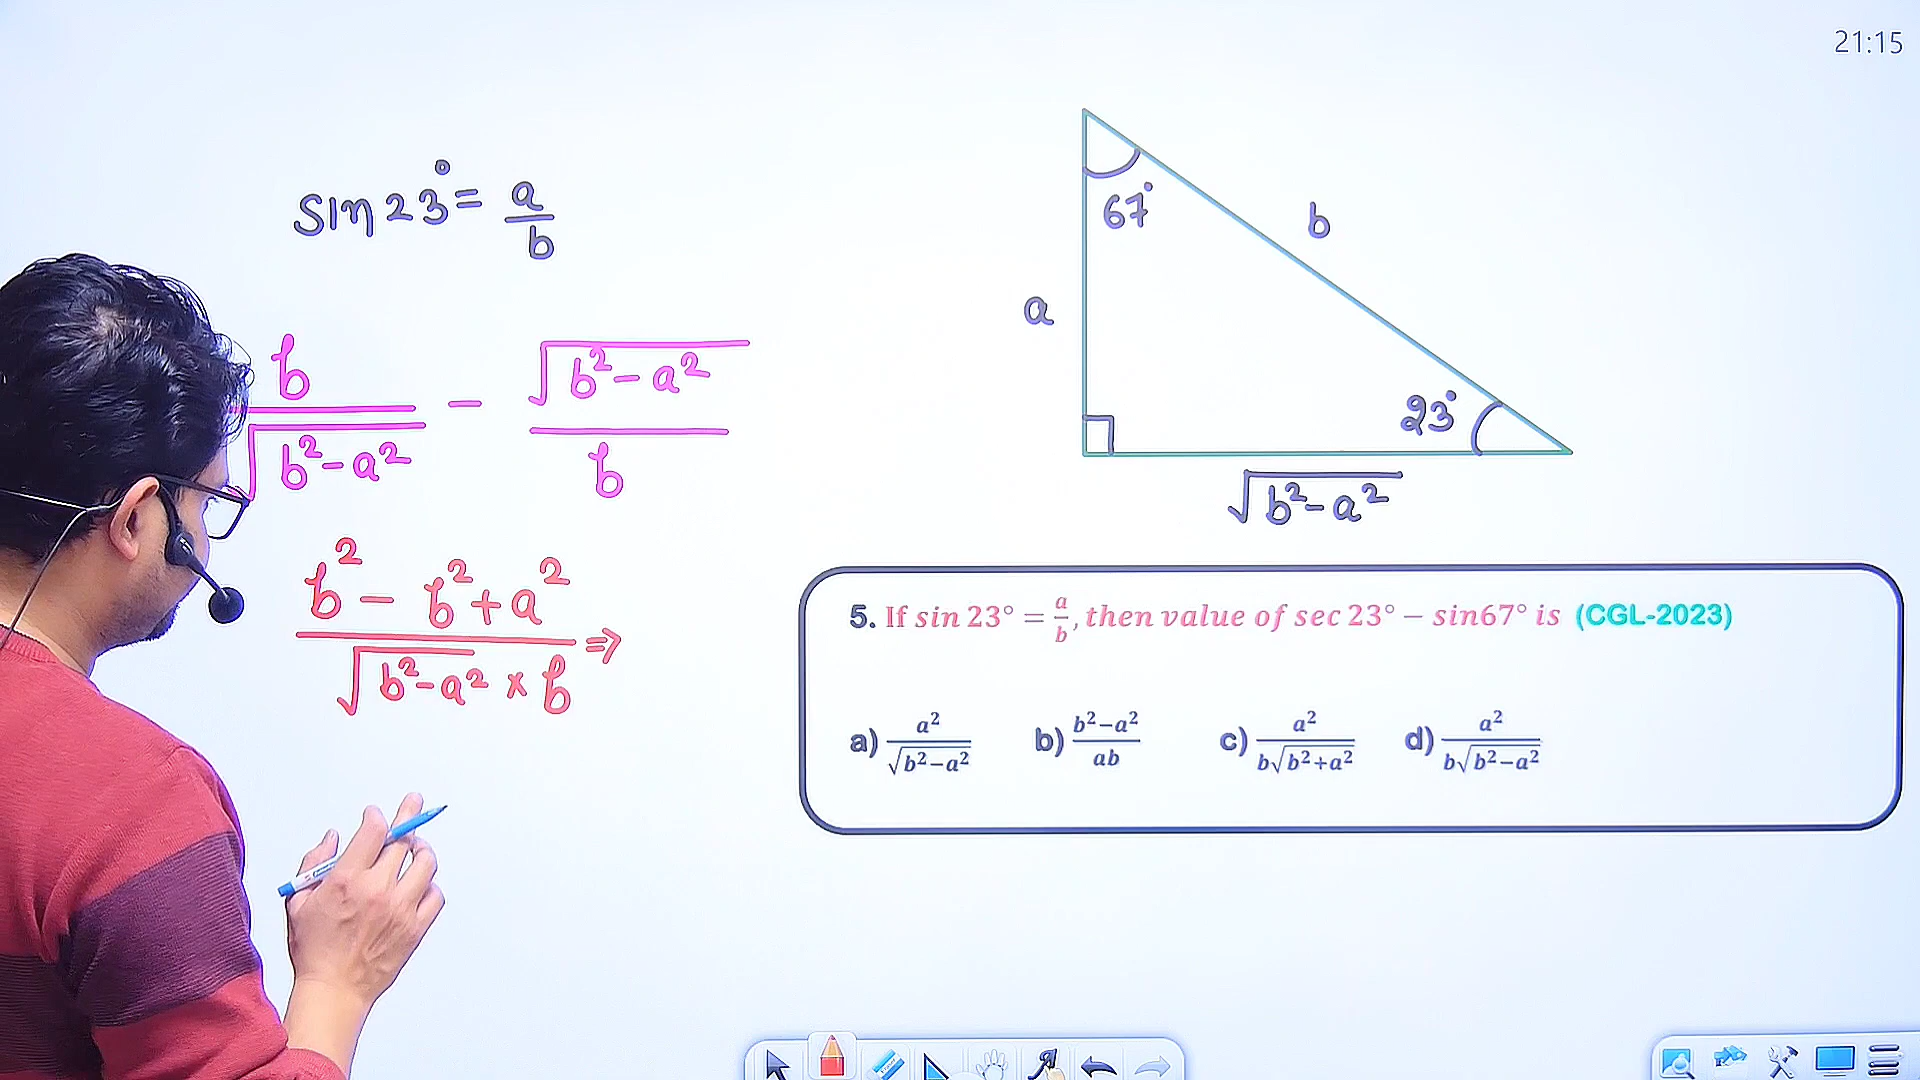 21:15
sin 23° = a/b
b/√(b²-a²) - √(b²-a²)/b
(b² - b² + a²)/(√(b²-a²) × b) ⇒
67°
b
a
23°
√(b²-a²)
5. If sin 23° = a/b, then value of sec 23° − sin67° is (CGL-2023)
a) a²/√(b²−a²) b) (b²−a²)/ab c) a²/(b√(b²+a²)) d) a²/(b√(b²−a²))